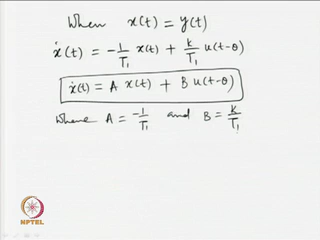 When x(t) = y(t)
ẋ(t) = -1/T₁ x(t) + k/T₁ u(t-θ)
ẋ(t) = A x(t) + B u(t-θ)
where A = -1/T₁ and B = k/T₁
NPTEL